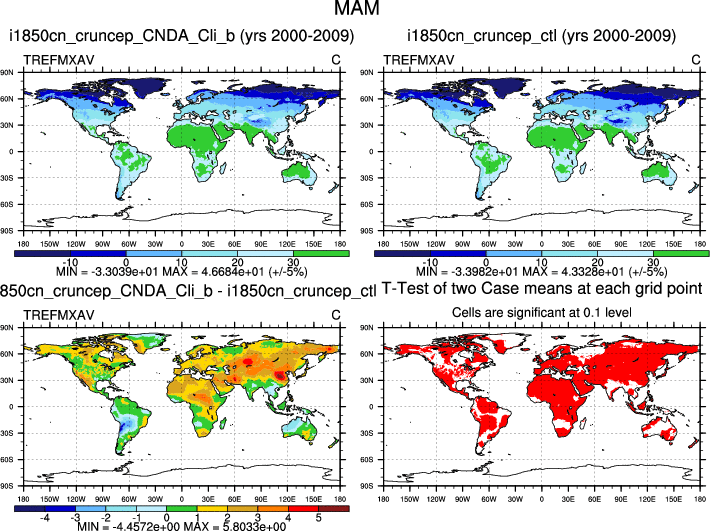 MAM
i1850cn_cruncep_CNDA_Cli_b (yrs 2000-2009)
i1850cn_cruncep_ctl (yrs 2000-2009)
TREFMXAV C
TREFMXAV C
90N
60N
30N
0
30S
60S
90S
180 150W 120W 90W 60W 30W 0 30E 60E 90E 120E 150E 180
-10 0 10 20 30
MIN = -3.3039e+01 MAX = 4.6684e+01 (+/-5%)
90N
60N
30N
0
30S
60S
90S
180 150W 120W 90W 60W 30W 0 30E 60E 90E 120E 150E 180
-10 0 10 20 30
MIN = -3.3982e+01 MAX = 4.3328e+01 (+/-5%)
850cn_cruncep_CNDA_Cli_b - i1850cn_cruncep_ctl
T-Test of two Case means at each grid point
TREFMXAV C
Cells are significant at 0.1 level
90N
60N
30N
0
30S
60S
90S
180 150W 120W 90W 60W 30W 0 30E 60E 90E 120E 150E 180
-4 -3 -2 -1 0 1 2 3 4 5
MIN = -4.4572e+00 MAX = 5.8033e+00
90N
60N
30N
0
30S
60S
90S
180 150W 120W 90W 60W 30W 0 30E 60E 90E 120E 150E 180